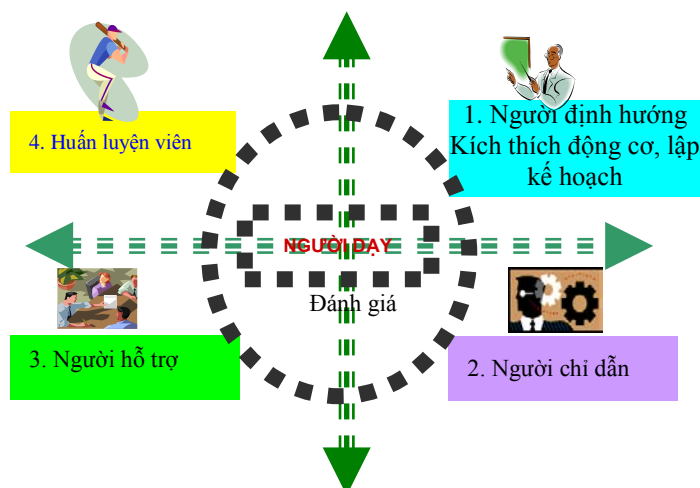 1. Người định hướng
Kích thích động cơ, lập
kế hoạch
4. Huấn luyện viên
NGƯỜI DẠY
Đánh giá
3. Người hỗ trợ
2. Người chỉ dẫn